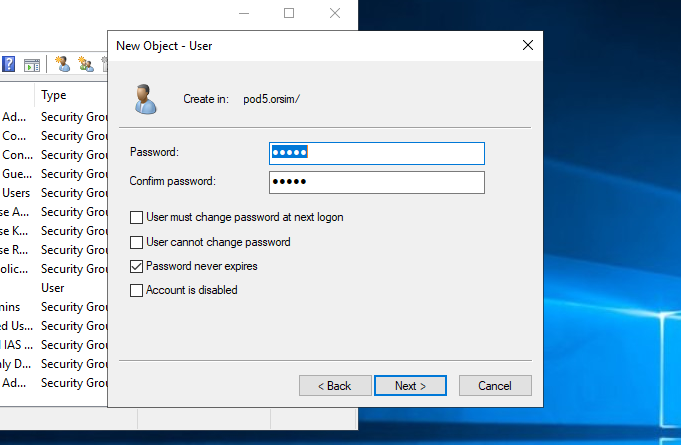 New Object - User
Create in: pod5.orsim/
Password:
●●●●●
Confirm password:
●●●●●
User must change password at next logon
User cannot change password
Password never expires
Account is disabled
< Back Next > Cancel
Type
Ad... Security Grou
Co... Security Grou
Con... Security Grou
Gue... Security Grou
Users Security Grou
se A... Security Grou
se K... Security Grou
se R... Security Grou
olic... Security Grou
User
mins Security Grou
ed Us... Security Grou
IAS ... Security Grou
nly D... Security Grou
Ad... Security Grou